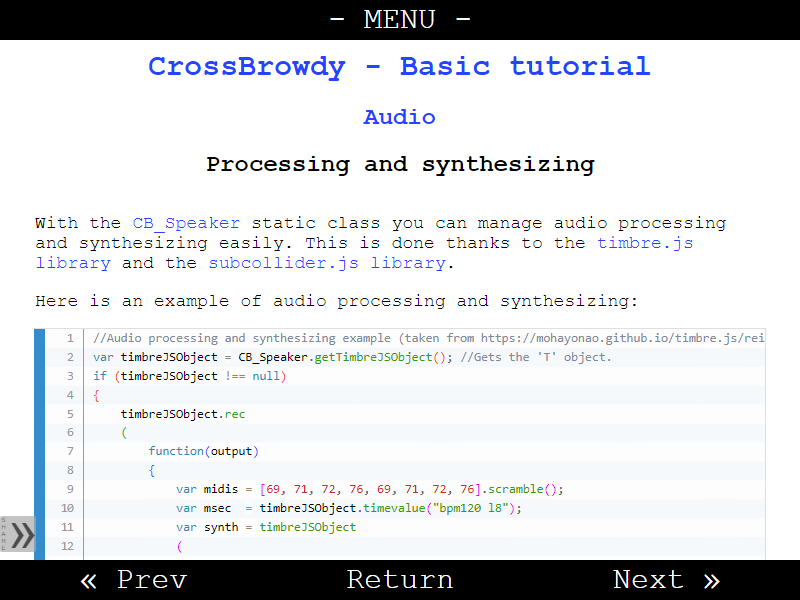 - MENU -
CrossBrowdy - Basic tutorial
Audio
Processing and synthesizing
With the CB_Speaker static class you can manage audio processing
and synthesizing easily. This is done thanks to the timbre.js
library and the subcollider.js library.
Here is an example of audio processing and synthesizing:
1 //Audio processing and synthesizing example (taken from https://mohayonao.github.io/timbre.js/rei
2 var timbreJSObject = CB_Speaker.getTimbreJSObject(); //Gets the 'T' object.
3 if (timbreJSObject !== null)
4 {
5 timbreJSObject.rec
6 (
7 function(output)
8 {
9 var midis = [69, 71, 72, 76, 69, 71, 72, 76].scramble();
10 var msec  = timbreJSObject.timevalue("bpm120 l8");
11 var synth = timbreJSObject
12 (
SHARE »
« Prev Return Next »